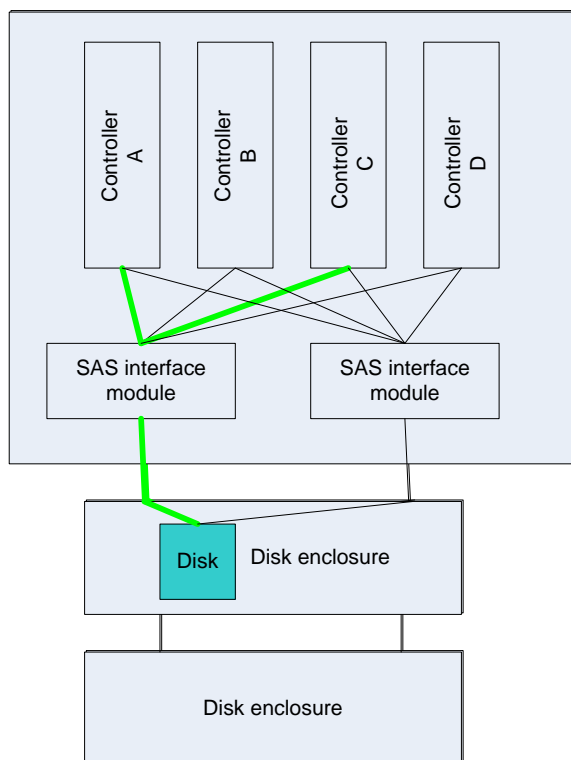 Controller
A
Controller
B
Controller
C
Controller
D
SAS interface
module
SAS interface
module
Disk
Disk enclosure
Disk enclosure